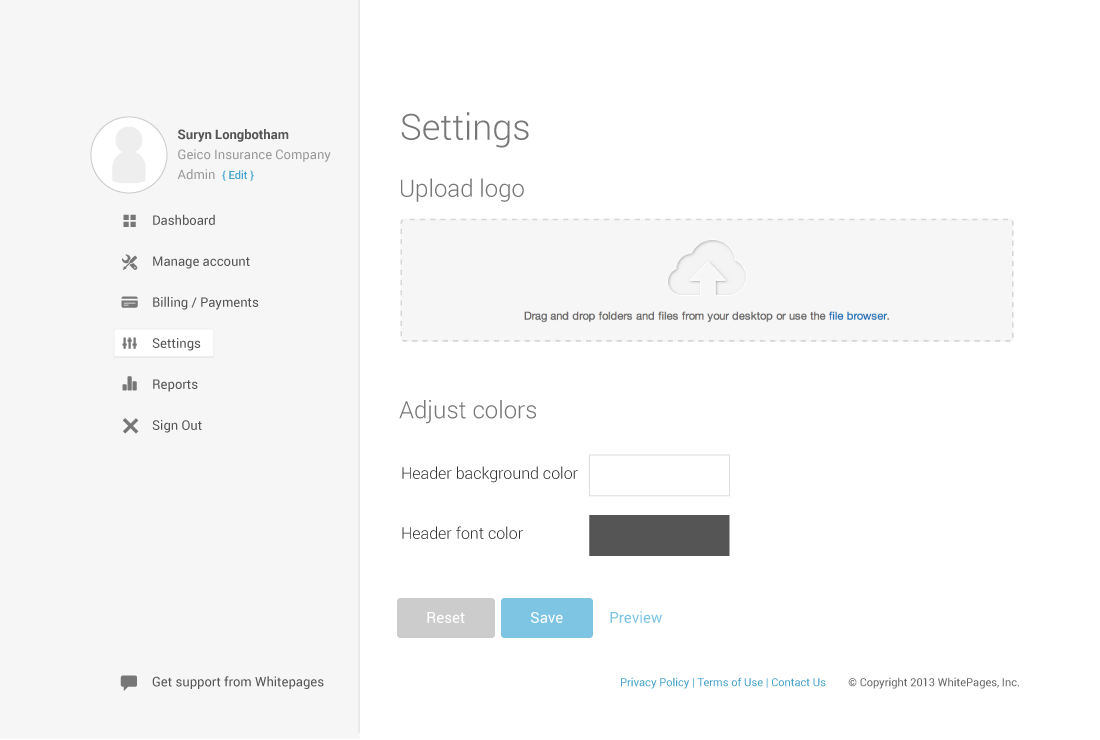 Suryn Longbotham
Geico Insurance Company
Admin { Edit }
Dashboard
Manage account
Billing / Payments
Settings
Reports
Sign Out
Get support from Whitepages
Settings
Upload logo
Drag and drop folders and files from your desktop or use the file browser.
Adjust colors
Header background color
Header font color
Reset Save Preview
Privacy Policy | Terms of Use | Contact Us © Copyright 2013 WhitePages, Inc.